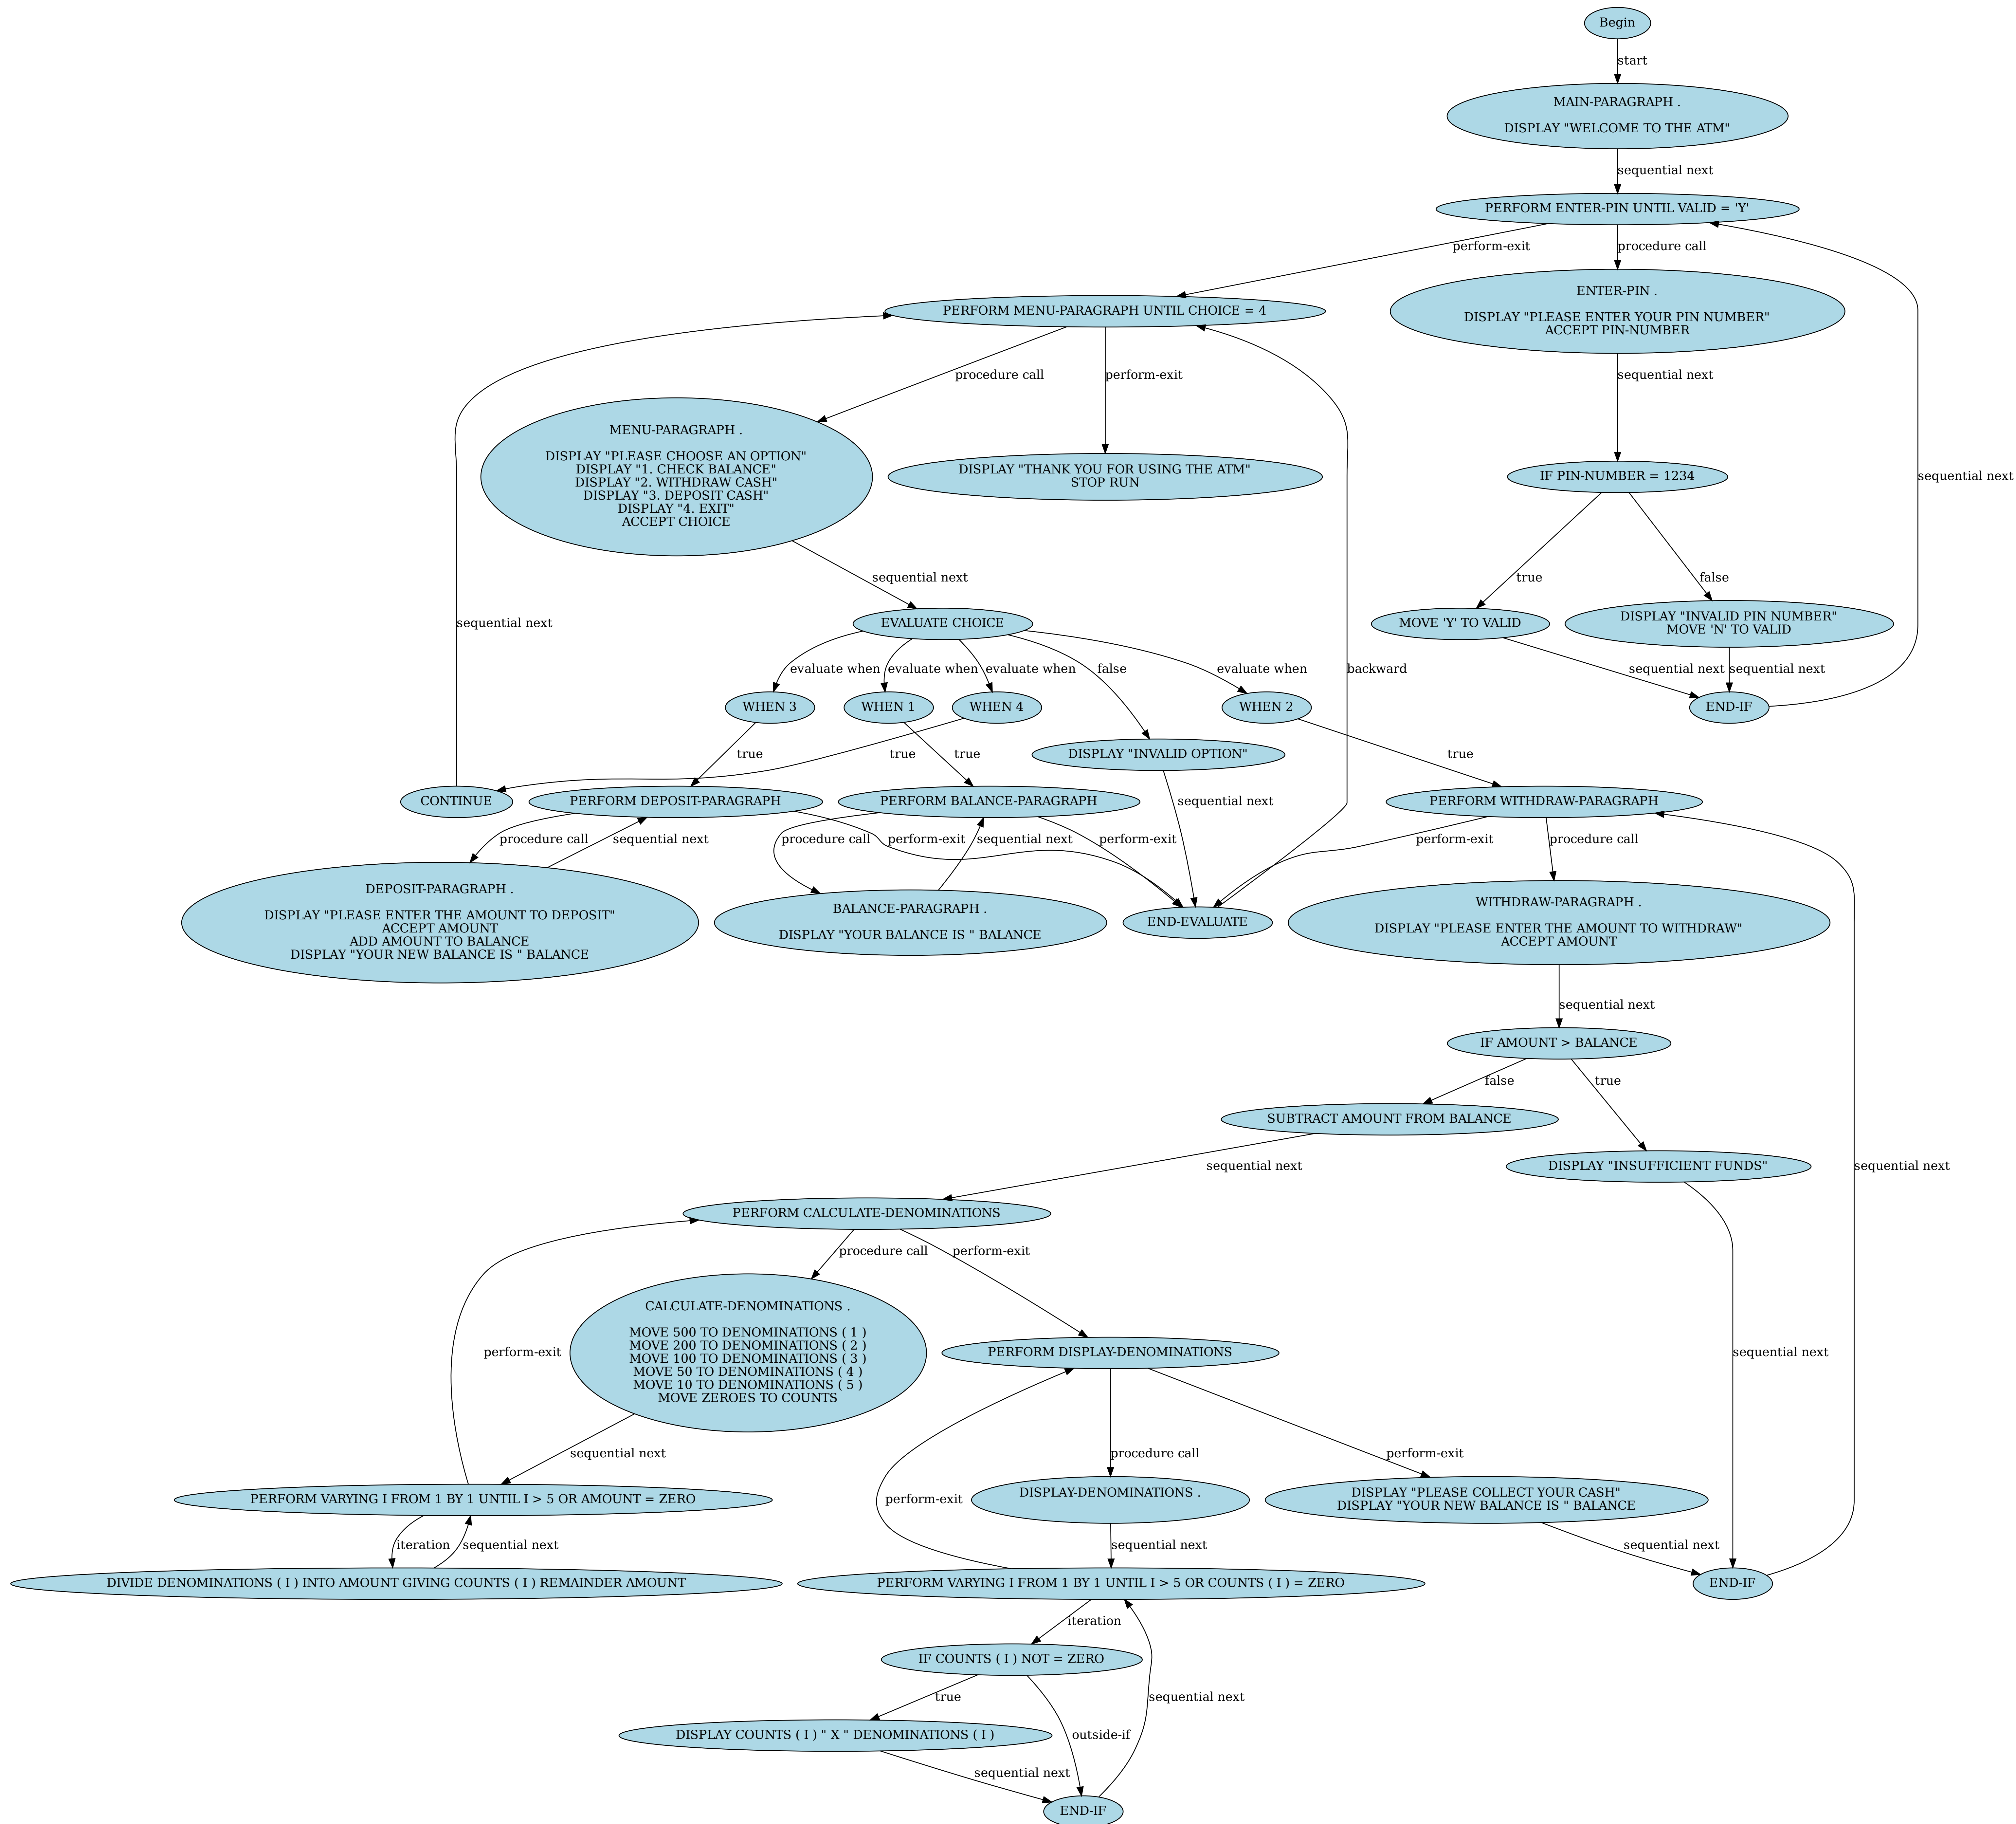 Begin
start
MAIN-PARAGRAPH .
DISPLAY "WELCOME TO THE ATM"
sequential next
PERFORM ENTER-PIN UNTIL VALID = 'Y'
perform-exit
procedure call
PERFORM MENU-PARAGRAPH UNTIL CHOICE = 4
ENTER-PIN .
DISPLAY "PLEASE ENTER YOUR PIN NUMBER"
ACCEPT PIN-NUMBER
procedure call
perform-exit
sequential next
MENU-PARAGRAPH .
DISPLAY "PLEASE CHOOSE AN OPTION"
DISPLAY "1. CHECK BALANCE"
DISPLAY "2. WITHDRAW CASH"
DISPLAY "3. DEPOSIT CASH"
DISPLAY "4. EXIT"
ACCEPT CHOICE
DISPLAY "THANK YOU FOR USING THE ATM"
STOP RUN
IF PIN-NUMBER = 1234
sequential next
sequential next
true
false
sequential next
EVALUATE CHOICE
MOVE 'Y' TO VALID
DISPLAY "INVALID PIN NUMBER"
MOVE 'N' TO VALID
evaluate when
evaluate when
evaluate when
false
evaluate when
backward
sequential next
sequential next
WHEN 3
WHEN 1
WHEN 4
WHEN 2
END-IF
true
true
true
DISPLAY "INVALID OPTION"
true
CONTINUE
PERFORM DEPOSIT-PARAGRAPH
PERFORM BALANCE-PARAGRAPH
sequential next
PERFORM WITHDRAW-PARAGRAPH
procedure call
sequential next
procedure call
perform-exit
sequential next
perform-exit
perform-exit
procedure call
DEPOSIT-PARAGRAPH .
DISPLAY "PLEASE ENTER THE AMOUNT TO DEPOSIT"
ACCEPT AMOUNT
ADD AMOUNT TO BALANCE
DISPLAY "YOUR NEW BALANCE IS " BALANCE
BALANCE-PARAGRAPH .
DISPLAY "YOUR BALANCE IS " BALANCE
END-EVALUATE
WITHDRAW-PARAGRAPH .
DISPLAY "PLEASE ENTER THE AMOUNT TO WITHDRAW"
ACCEPT AMOUNT
sequential next
IF AMOUNT > BALANCE
false
true
SUBTRACT AMOUNT FROM BALANCE
sequential next
DISPLAY "INSUFFICIENT FUNDS"
sequential next
PERFORM CALCULATE-DENOMINATIONS
procedure call
perform-exit
CALCULATE-DENOMINATIONS .
MOVE 500 TO DENOMINATIONS ( 1 )
MOVE 200 TO DENOMINATIONS ( 2 )
MOVE 100 TO DENOMINATIONS ( 3 )
MOVE 50 TO DENOMINATIONS ( 4 )
MOVE 10 TO DENOMINATIONS ( 5 )
MOVE ZEROES TO COUNTS
perform-exit
PERFORM DISPLAY-DENOMINATIONS
sequential next
sequential next
procedure call
perform-exit
PERFORM VARYING I FROM 1 BY 1 UNTIL I > 5 OR AMOUNT = ZERO
perform-exit
DISPLAY-DENOMINATIONS .
DISPLAY "PLEASE COLLECT YOUR CASH"
DISPLAY "YOUR NEW BALANCE IS " BALANCE
iteration
sequential next
sequential next
sequential next
DIVIDE DENOMINATIONS ( I ) INTO AMOUNT GIVING COUNTS ( I ) REMAINDER AMOUNT
PERFORM VARYING I FROM 1 BY 1 UNTIL I > 5 OR COUNTS ( I ) = ZERO
END-IF
iteration
IF COUNTS ( I ) NOT = ZERO
true
sequential next
DISPLAY COUNTS ( I ) " X " DENOMINATIONS ( I )
outside-if
sequential next
END-IF